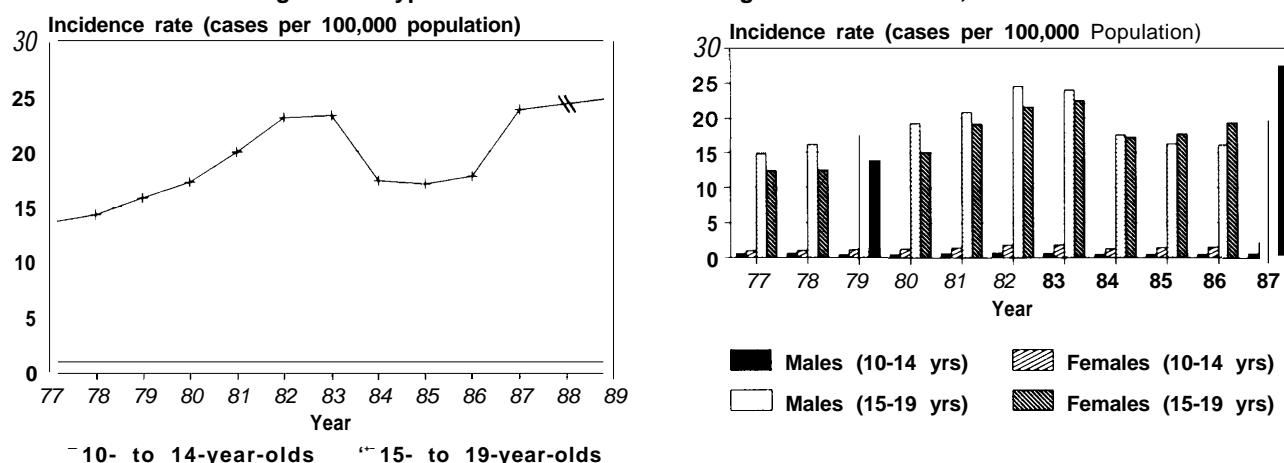 Incidence rate (cases per 100,000 population)
30
25
20
15
10
5
0
77 78 79 80 81 82 83 84 85 86 87 88 89
Year
10- to 14-year-olds 15- to 19-year-olds
Incidence rate (cases per 100,000 Population)
30
25
20
15
10
5
0
77 78 79 80 81 82 83 84 85 86 87
Year
Males (10-14 yrs) Females (10-14 yrs)
Males (15-19 yrs) Females (15-19 yrs)